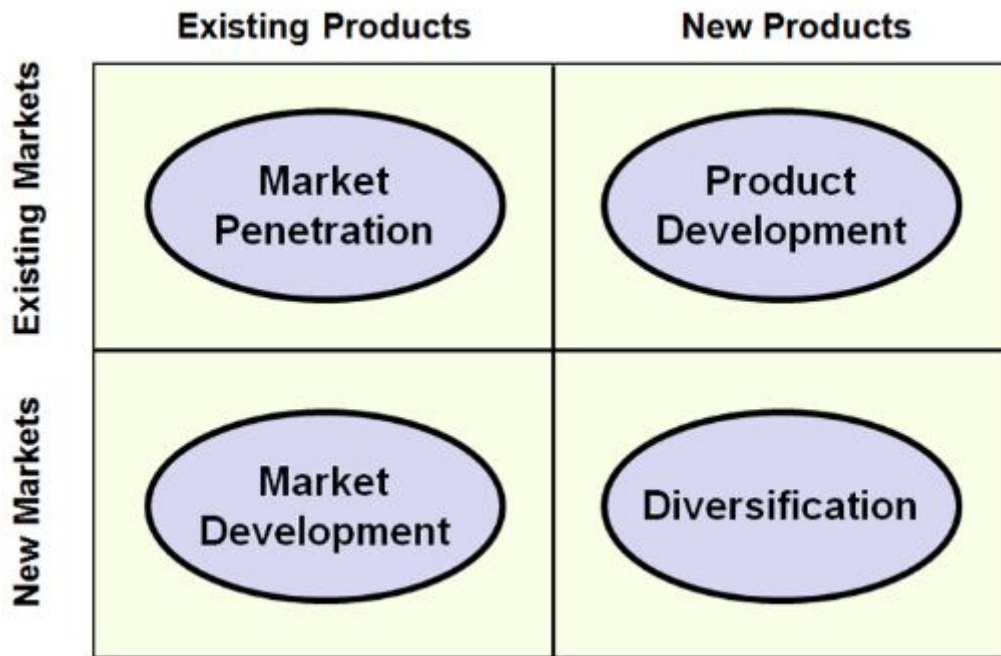 Existing Products
New Products
Existing Markets
Market
Penetration
Product
Development
New Markets
Market
Development
Diversification